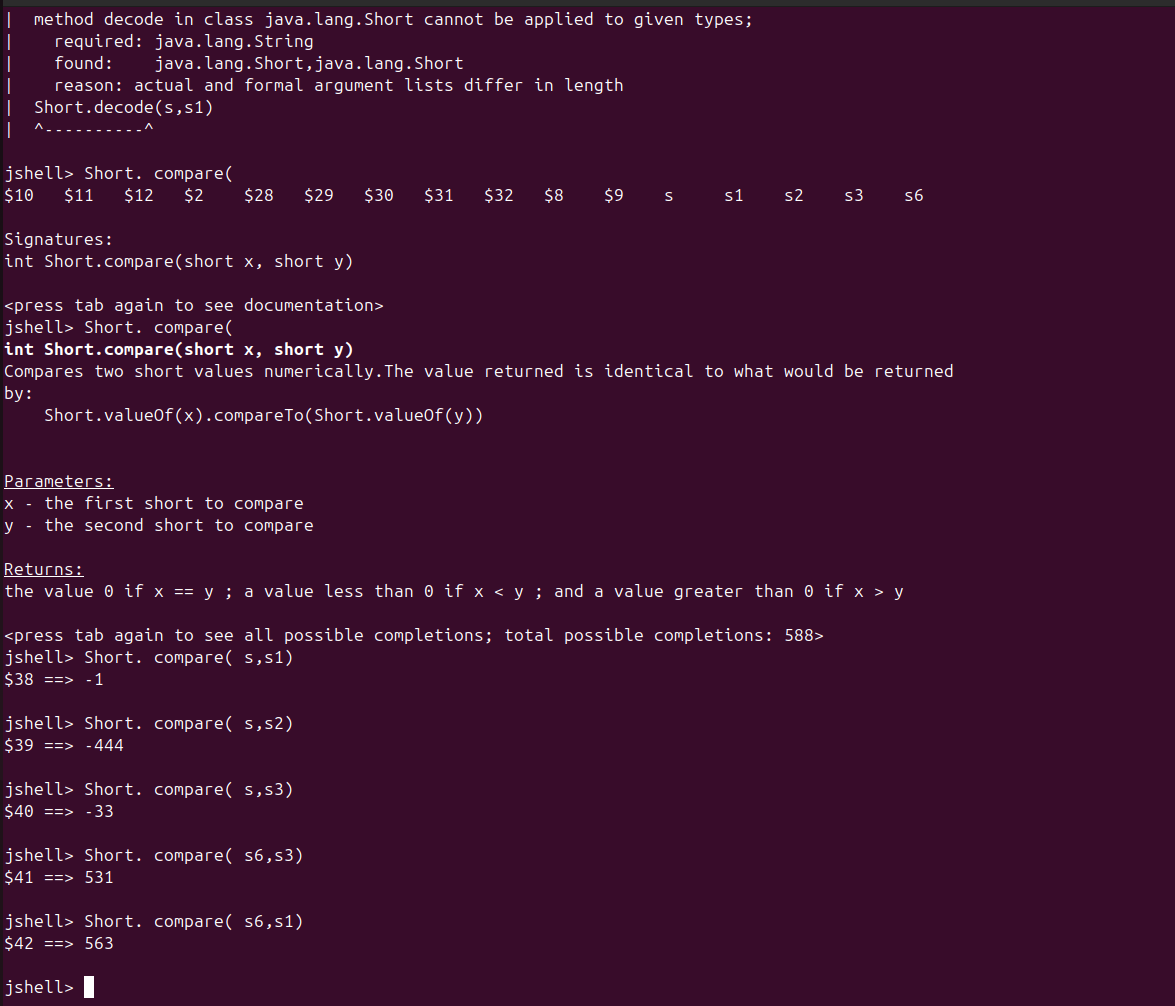 |  method decode in class java.lang.Short cannot be applied to given types;
|    required: java.lang.String
|    found:    java.lang.Short,java.lang.Short
|    reason: actual and formal argument lists differ in length
|  Short.decode(s,s1)
|  ^----------^
jshell> Short. compare(
$10   $11   $12   $2    $28   $29   $30   $31   $32   $8    $9    s     s1    s2    s3    s6
Signatures:
int Short.compare(short x, short y)
<press tab again to see documentation>
jshell> Short. compare(
int Short.compare(short x, short y)
Compares two short values numerically.The value returned is identical to what would be returned
by:
    Short.valueOf(x).compareTo(Short.valueOf(y))
Parameters:
x - the first short to compare
y - the second short to compare
Returns:
the value 0 if x == y ; a value less than 0 if x < y ; and a value greater than 0 if x > y
<press tab again to see all possible completions; total possible completions: 588>
jshell> Short. compare( s,s1)
$38 ==> -1
jshell> Short. compare( s,s2)
$39 ==> -444
jshell> Short. compare( s,s3)
$40 ==> -33
jshell> Short. compare( s6,s3)
$41 ==> 531
jshell> Short. compare( s6,s1)
$42 ==> 563
jshell>